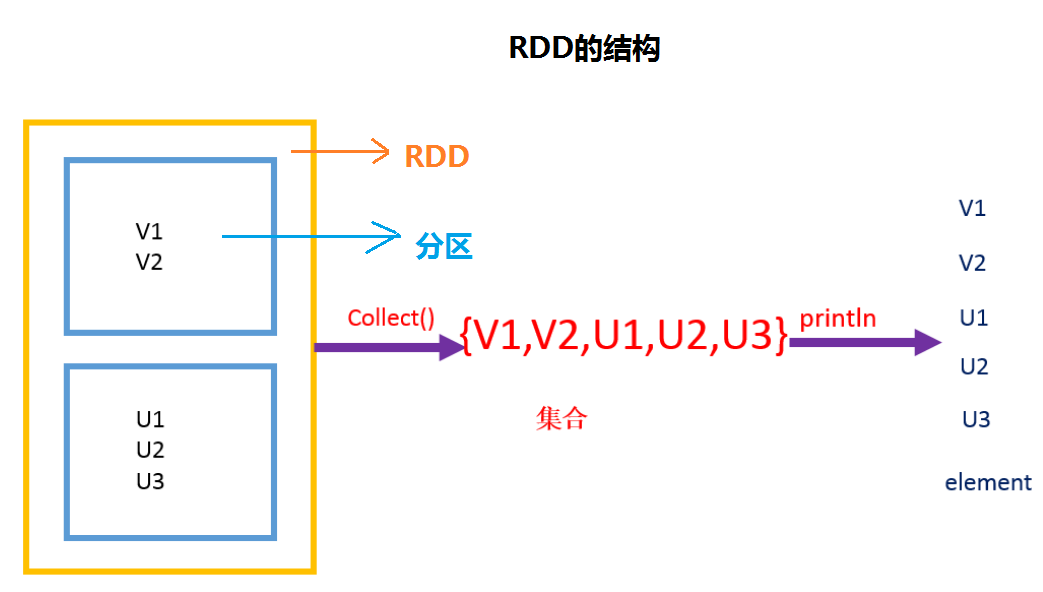 RDD的结构
RDD
V1
V2
分区
Collect()
{V1,V2,U1,U2,U3}
println
集合
U1
U2
U3
V1
V2
U1
U2
U3
element